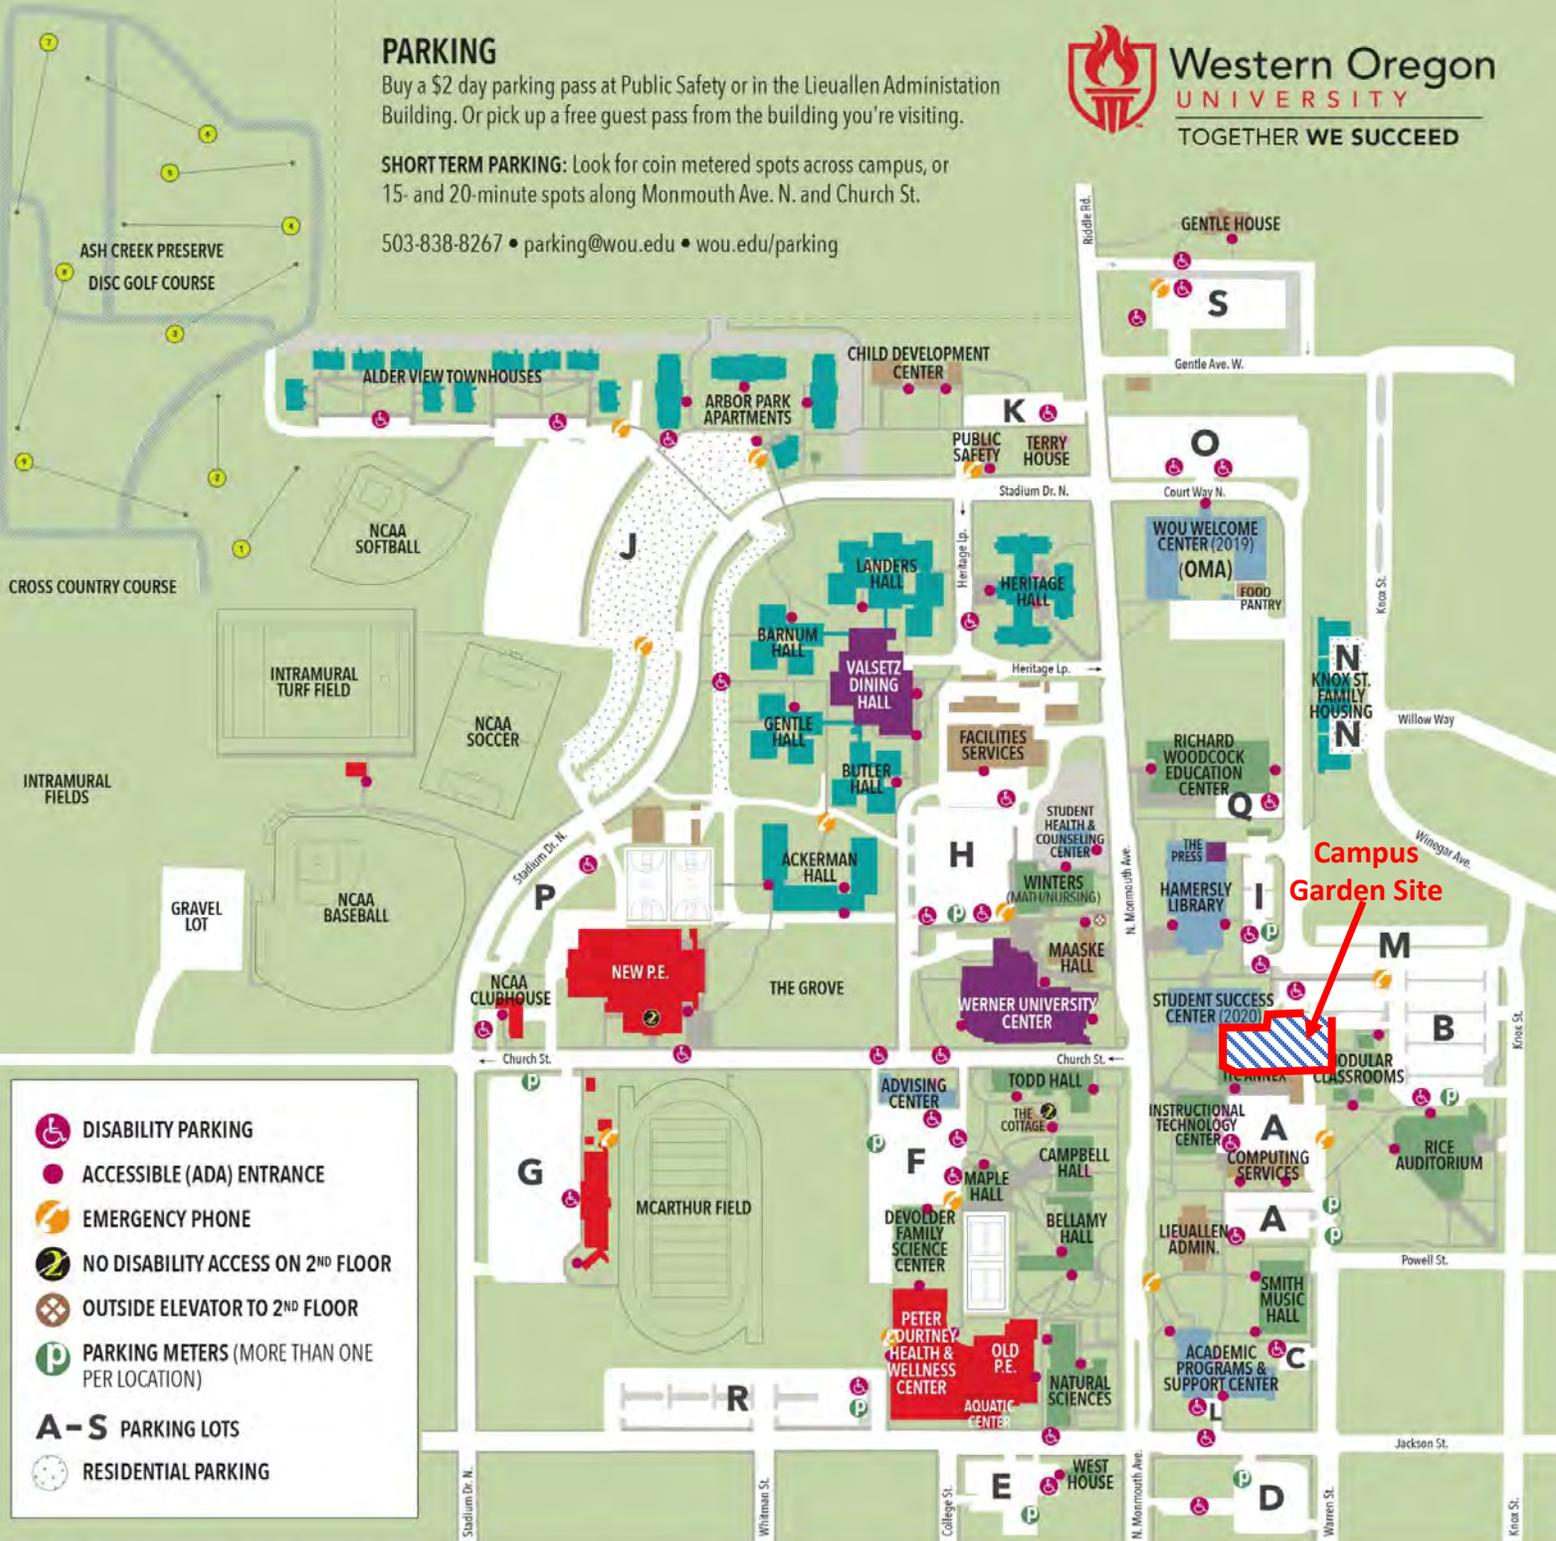 PARKING
Buy a $2 day parking pass at Public Safety or in the Lieuallen Administation
Building. Or pick up a free guest pass from the building you're visiting.
SHORT TERM PARKING: Look for coin metered spots across campus, or
15- and 20-minute spots along Monmouth Ave. N. and Church St.
503-838-8267 • parking@wou.edu • wou.edu/parking
Western Oregon
UNIVERSITY
TOGETHER WE SUCCEED
7
6
5
4
ASH CREEK PRESERVE
8
DISC GOLF COURSE
3
9
2
1
CROSS COUNTRY COURSE
Riddle Rd.
GENTLE HOUSE
S
Gentle Ave. W.
ALDER VIEW TOWNHOUSES
ARBOR PARK
APARTMENTS
CHILD DEVELOPMENT
CENTER
K
PUBLIC
SAFETY
TERRY
HOUSE
O
Stadium Dr. N.
Court Way N.
NCAA
SOFTBALL
J
WOU WELCOME
CENTER (2019)
(OMA)
FOOD
PANTRY
LANDERS
HALL
Heritage Lp.
HERITAGE
HALL
Knox St.
BARNUM
HALL
VALSETZ
DINING
HALL
Heritage Lp.
INTRAMURAL
TURF FIELD
NCAA
SOCCER
GENTLE
HALL
N
KNOX ST.
FAMILY
HOUSING
N
Willow Way
FACILITIES
SERVICES
BUTLER
HALL
RICHARD
WOODCOCK
EDUCATION
CENTER
Q
INTRAMURAL
FIELDS
STUDENT
HEALTH &
COUNSELING
CENTER
Winegar Ave.
Stadium Dr. N.
P
ACKERMAN
HALL
H
WINTERS
(MATH/NURSING)
N. Monmouth Ave.
THE
PRESS
HAMERSLY
LIBRARY
I
Campus
Garden Site
GRAVEL
LOT
NCAA
BASEBALL
M
MAASKE
HALL
NEW P.E.
THE GROVE
NCAA
CLUBHOUSE
WERNER UNIVERSITY
CENTER
STUDENT SUCCESS
CENTER (2020)
B
Knox St.
Church St.
Church St.
MODULAR
CLASSROOMS
ADVISING
CENTER
TODD HALL
THE
COTTAGE
ITC ANNEX
INSTRUCTIONAL
TECHNOLOGY
CENTER
A
COMPUTING
SERVICES
RICE
AUDITORIUM
G
F
CAMPBELL
HALL
MAPLE
HALL
MCARTHUR FIELD
DEVOLDER
FAMILY
SCIENCE
CENTER
BELLAMY
HALL
LIEUALLEN
ADMIN.
A
Powell St.
SMITH
MUSIC
HALL
PETER
COURTNEY
HEALTH &
WELLNESS
CENTER
OLD
P.E.
AQUATIC
CENTER
NATURAL
SCIENCES
ACADEMIC
PROGRAMS &
SUPPORT CENTER
C
L
R
Jackson St.
E
WEST
HOUSE
D
Stadium Dr. N.
Whitman St.
College St.
N. Monmouth Ave.
Warren St.
Knox St.
DISABILITY PARKING
ACCESSIBLE (ADA) ENTRANCE
EMERGENCY PHONE
2 NO DISABILITY ACCESS ON 2ND FLOOR
OUTSIDE ELEVATOR TO 2ND FLOOR
P PARKING METERS (MORE THAN ONE
PER LOCATION)
A–S PARKING LOTS
RESIDENTIAL PARKING